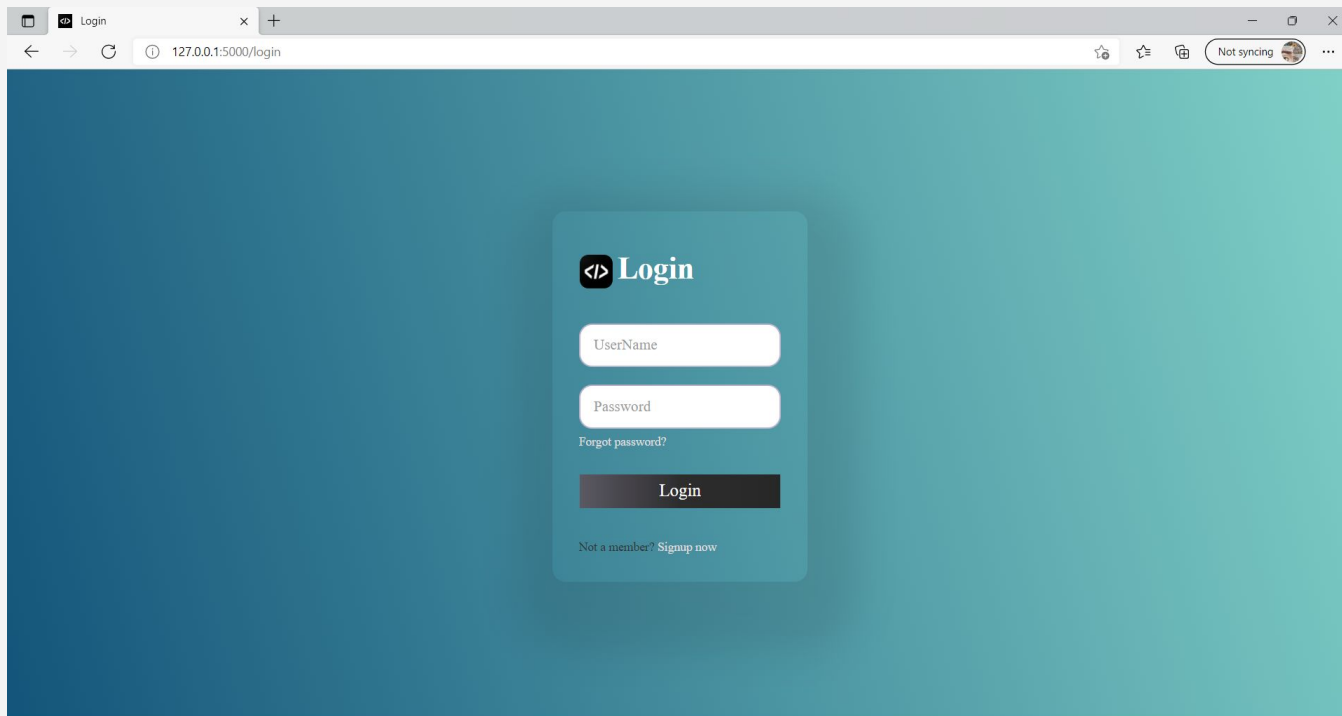 Login
127.0.0.1:5000/login
Not syncing
</> Login
UserName
Password
Forgot password?
Login
Not a member? Signup now